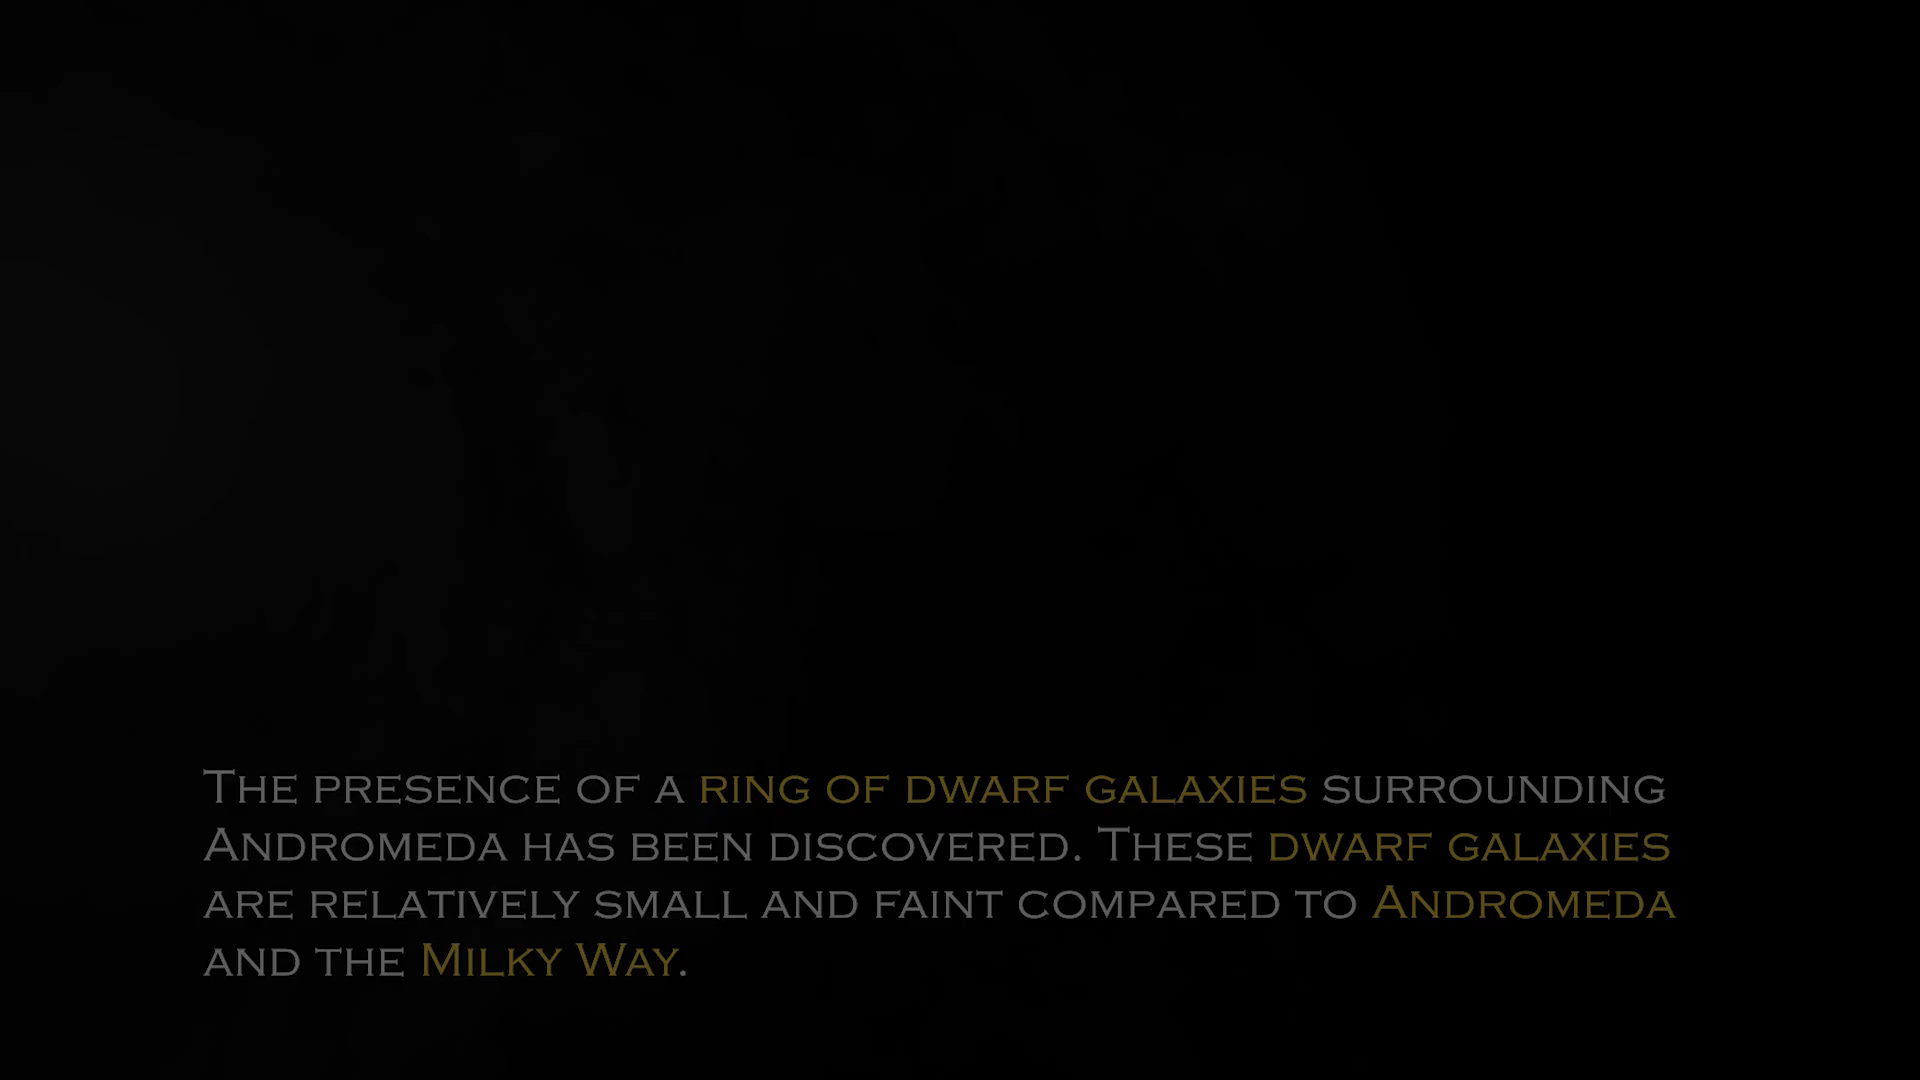 The presence of a ring of dwarf galaxies surrounding
Andromeda has been discovered. These dwarf galaxies
are relatively small and faint compared to Andromeda
and the Milky Way.